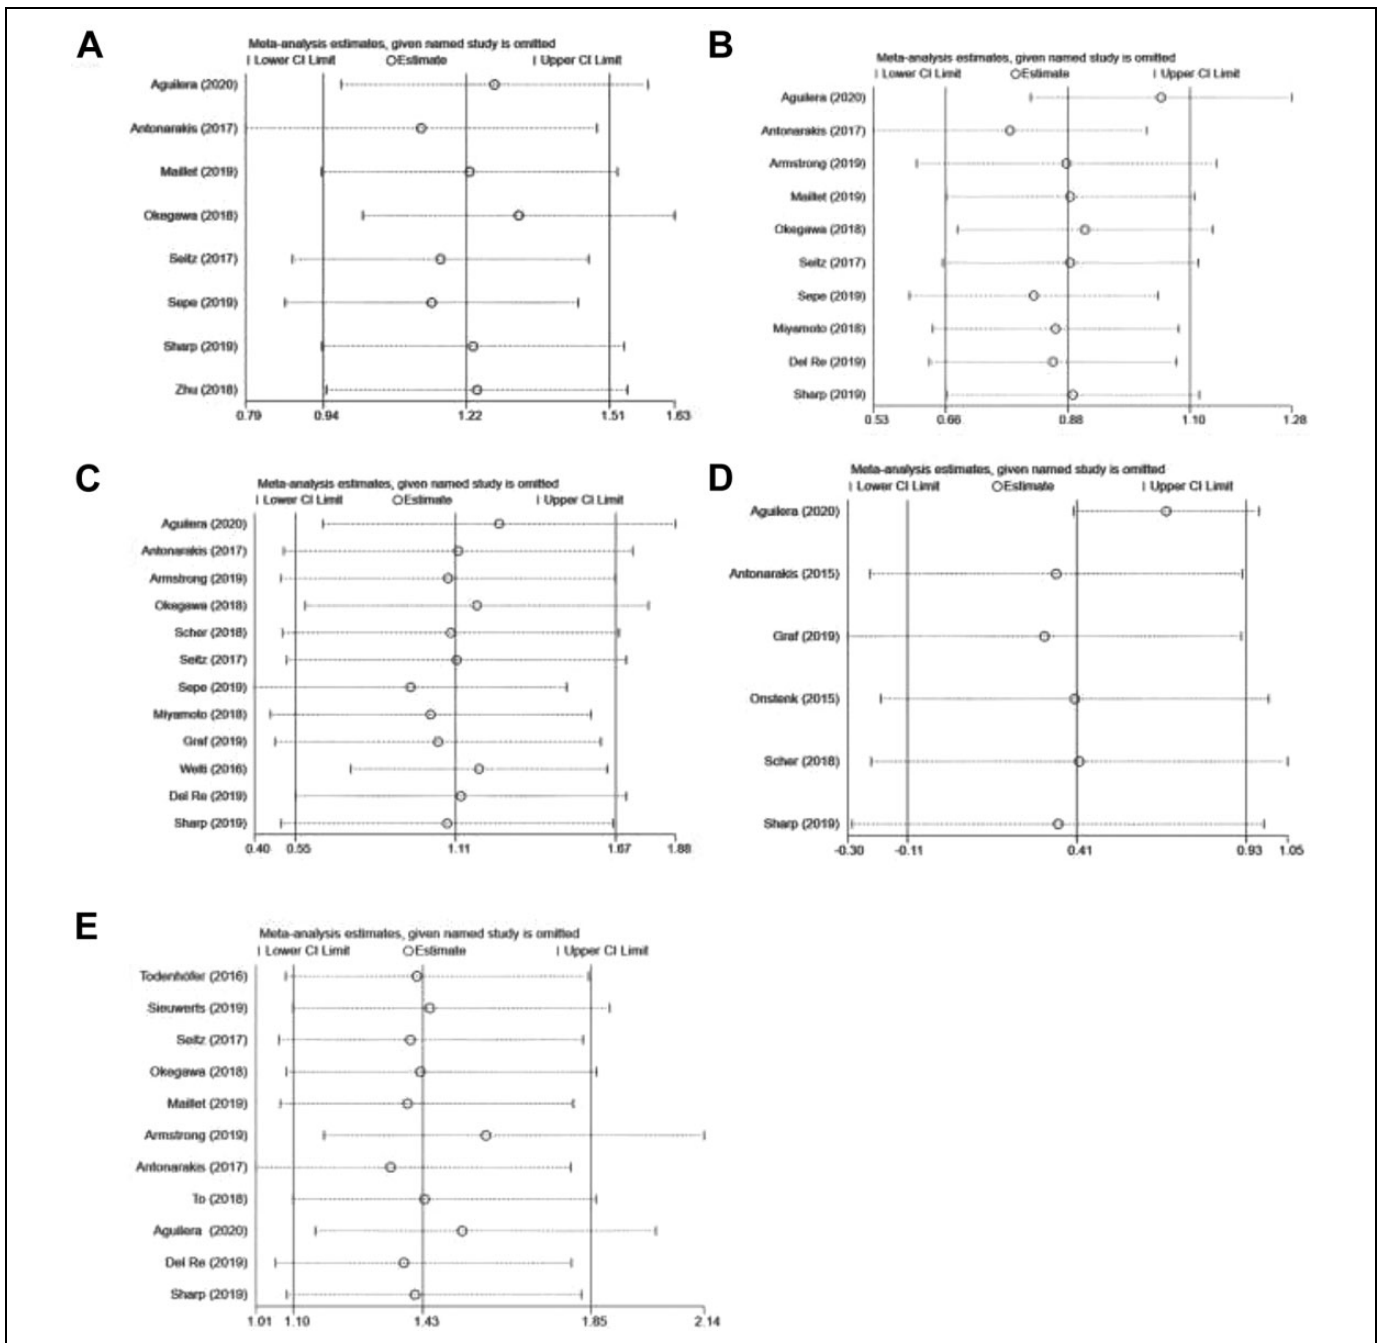 A
Meta-analysis estimates, given named study is omitted
Lower CI Limit Estimate Upper CI Limit
Aguilera (2020)
Antonarakis (2017)
Maillet (2019)
Okegawa (2018)
Seitz (2017)
Sepe (2019)
Sharp (2019)
Zhu (2018)
0.79 0.94 1.22 1.51 1.63
B
Meta-analysis estimates, given named study is omitted
Lower CI Limit Estimate Upper CI Limit
Aguilera (2020)
Antonarakis (2017)
Armstrong (2019)
Maillet (2019)
Okegawa (2018)
Seitz (2017)
Sepe (2019)
Miyamoto (2018)
Del Re (2019)
Sharp (2019)
0.53 0.66 0.88 1.10 1.28
C
Meta-analysis estimates, given named study is omitted
Lower CI Limit Estimate Upper CI Limit
Aguilera (2020)
Antonarakis (2017)
Armstrong (2019)
Okegawa (2018)
Scher (2018)
Seitz (2017)
Sepe (2019)
Miyamoto (2018)
Graf (2019)
Welti (2016)
Del Re (2019)
Sharp (2019)
0.40 0.55 1.11 1.67 1.88
D
Meta-analysis estimates, given named study is omitted
Lower CI Limit Estimate Upper CI Limit
Aguilera (2020)
Antonarakis (2015)
Graf (2019)
Onstenk (2015)
Scher (2018)
Sharp (2019)
-0.30 -0.11 0.41 0.93 1.05
E
Meta-analysis estimates, given named study is omitted
Lower CI Limit Estimate Upper CI Limit
Todenhöfer (2016)
Sieuwerts (2019)
Seitz (2017)
Okegawa (2018)
Maillet (2019)
Armstrong (2019)
Antonarakis (2017)
To (2018)
Aguilera (2020)
Del Re (2019)
Sharp (2019)
1.01 1.10 1.43 1.85 2.14